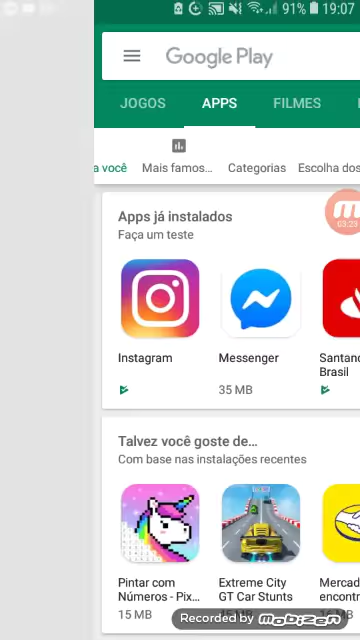 91% 19:07
Google Play
JOGOS APPS FILMES
a você Mais famos... Categorias Escolha dos
Apps já instalados
Faça um teste
03:23
Instagram Messenger Santand
Brasil
35 MB
Talvez você goste de...
Com base nas instalações recentes
Pintar com Extreme City Mercad
Números - Pix... GT Car Stunts encontr
15 MB
Recorded by mobizen